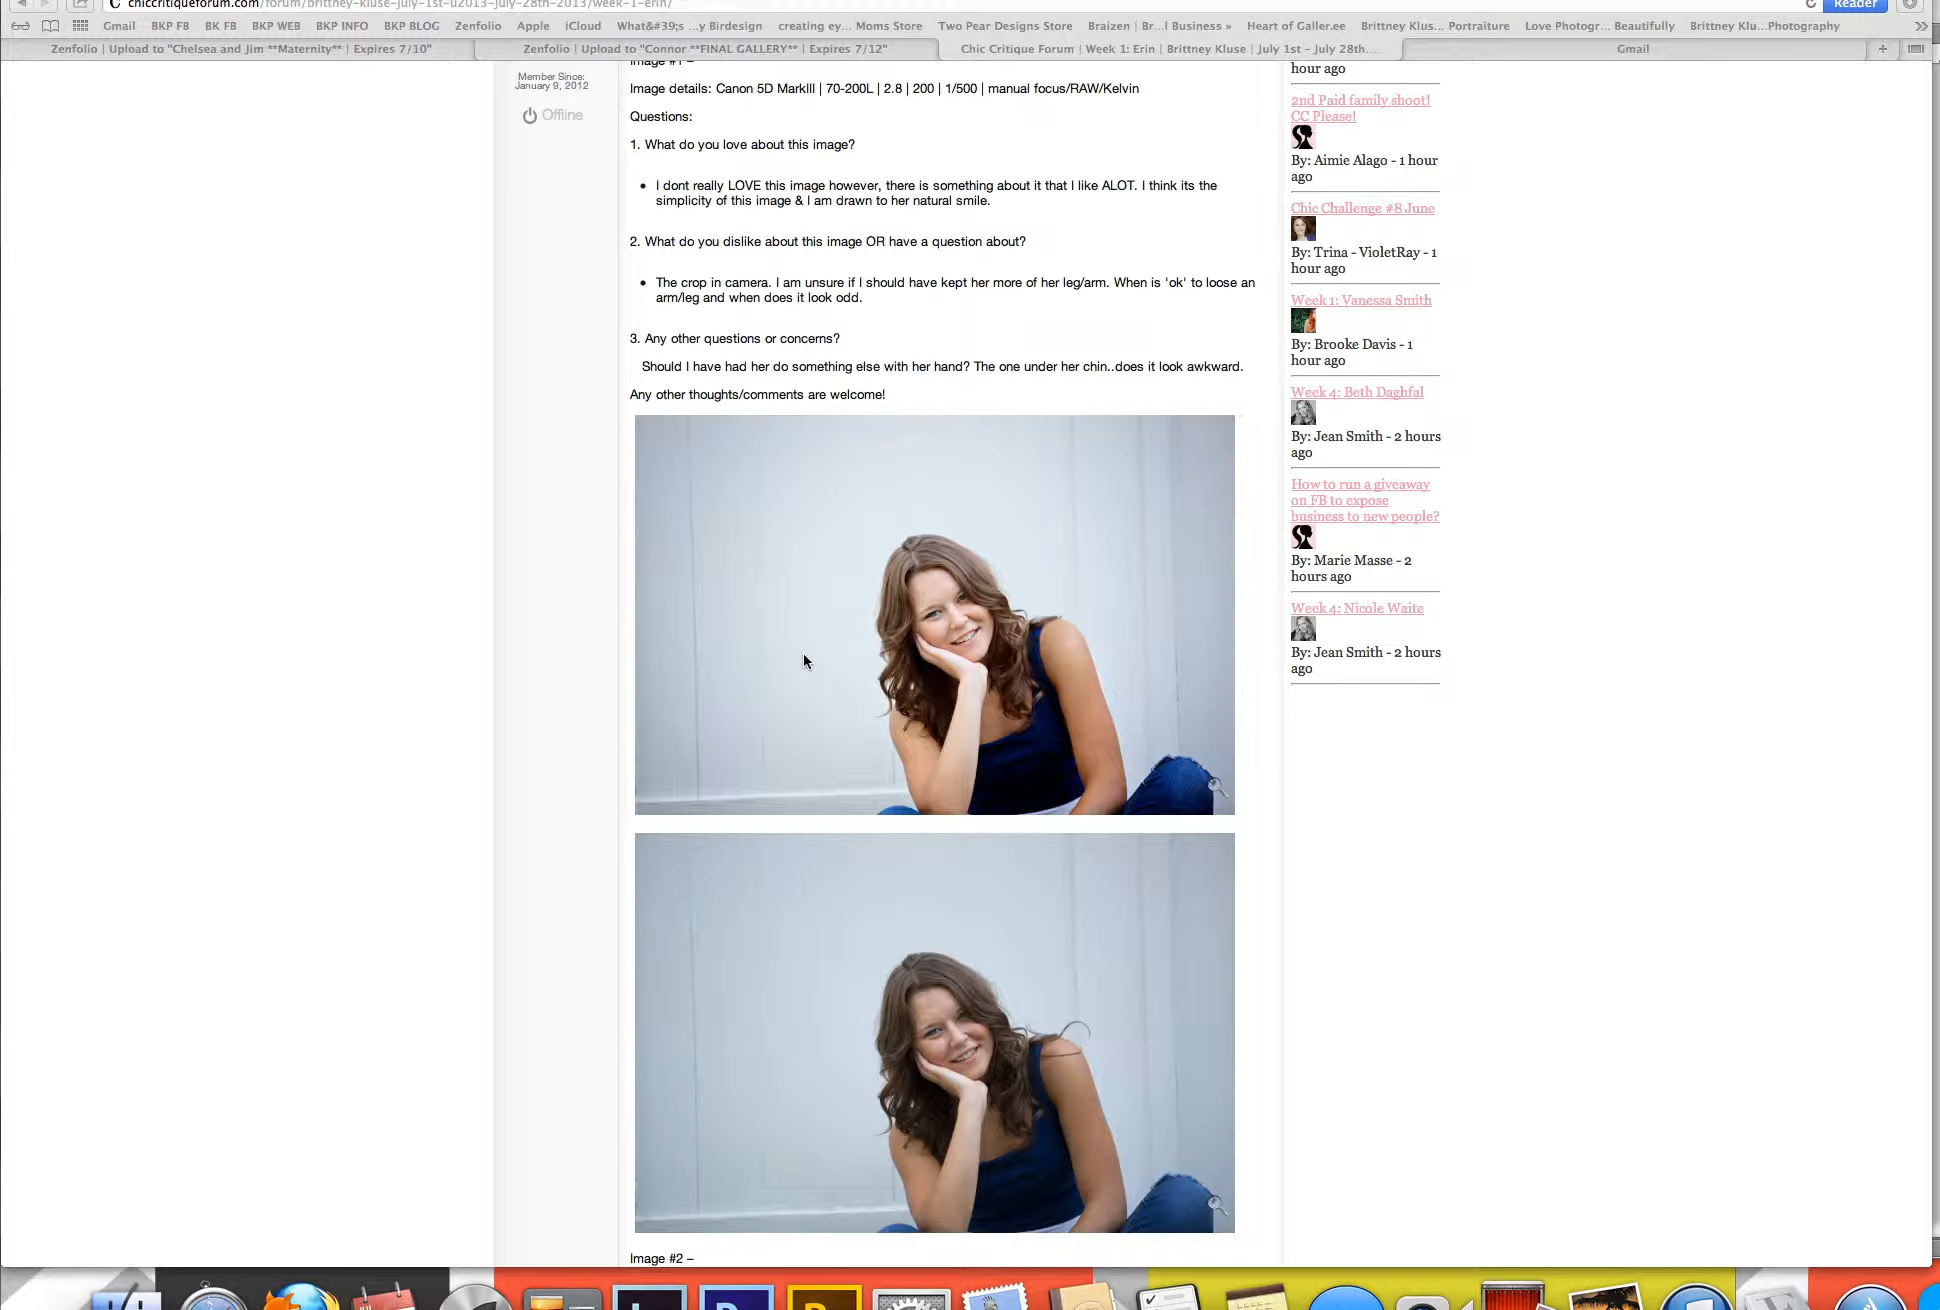 chiccritiqueforum.com/forum/brittney-kluse-july-1st-u2013-july-28th-2013/week-1-erin/
Reader
Gmail BKP FB BK FB BKP WEB BKP INFO BKP BLOG Zenfolio Apple iCloud What&#39;s ...y Birdesign creating ey... Moms Store Two Pear Designs Store Braizen | Br...l Business » Heart of Galler.ee Brittney Klus... Portraiture Love Photogr... Beautifully Brittney Klu...Photography
Zenfolio | Upload to "Chelsea and Jim **Maternity** | Expires 7/10"
Zenfolio | Upload to "Connor **FINAL GALLERY** | Expires 7/12"
Chic Critique Forum | Week 1: Erin | Brittney Kluse | July 1st – July 28th...
Gmail
Member Since:
January 9, 2012
Offline
Image #1 –
Image details: Canon 5D MarkIII | 70-200L | 2.8 | 200 | 1/500 | manual focus/RAW/Kelvin
Questions:
1. What do you love about this image?
• I dont really LOVE this image however, there is something about it that I like ALOT. I think its the
simplicity of this image & I am drawn to her natural smile.
2. What do you dislike about this image OR have a question about?
• The crop in camera. I am unsure if I should have kept her more of her leg/arm. When is 'ok' to loose an
arm/leg and when does it look odd.
3. Any other questions or concerns?
Should I have had her do something else with her hand? The one under her chin..does it look awkward.
Any other thoughts/comments are welcome!
Image #2 –
hour ago
2nd Paid family shoot!
CC Please!
By: Aimie Alago - 1 hour
ago
Chic Challenge #8 June
By: Trina - VioletRay - 1
hour ago
Week 1: Vanessa Smith
By: Brooke Davis - 1
hour ago
Week 4: Beth Daghfal
By: Jean Smith - 2 hours
ago
How to run a giveaway
on FB to expose
business to new people?
By: Marie Masse - 2
hours ago
Week 4: Nicole Waite
By: Jean Smith - 2 hours
ago